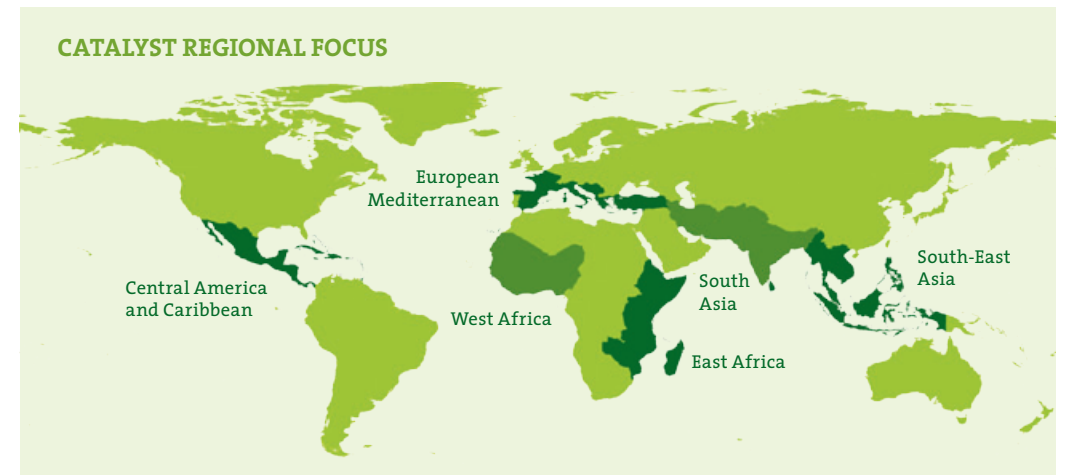 CATALYST REGIONAL FOCUS
European
Mediterranean
Central America
and Caribbean
West Africa
South
Asia
South-East
Asia
East Africa